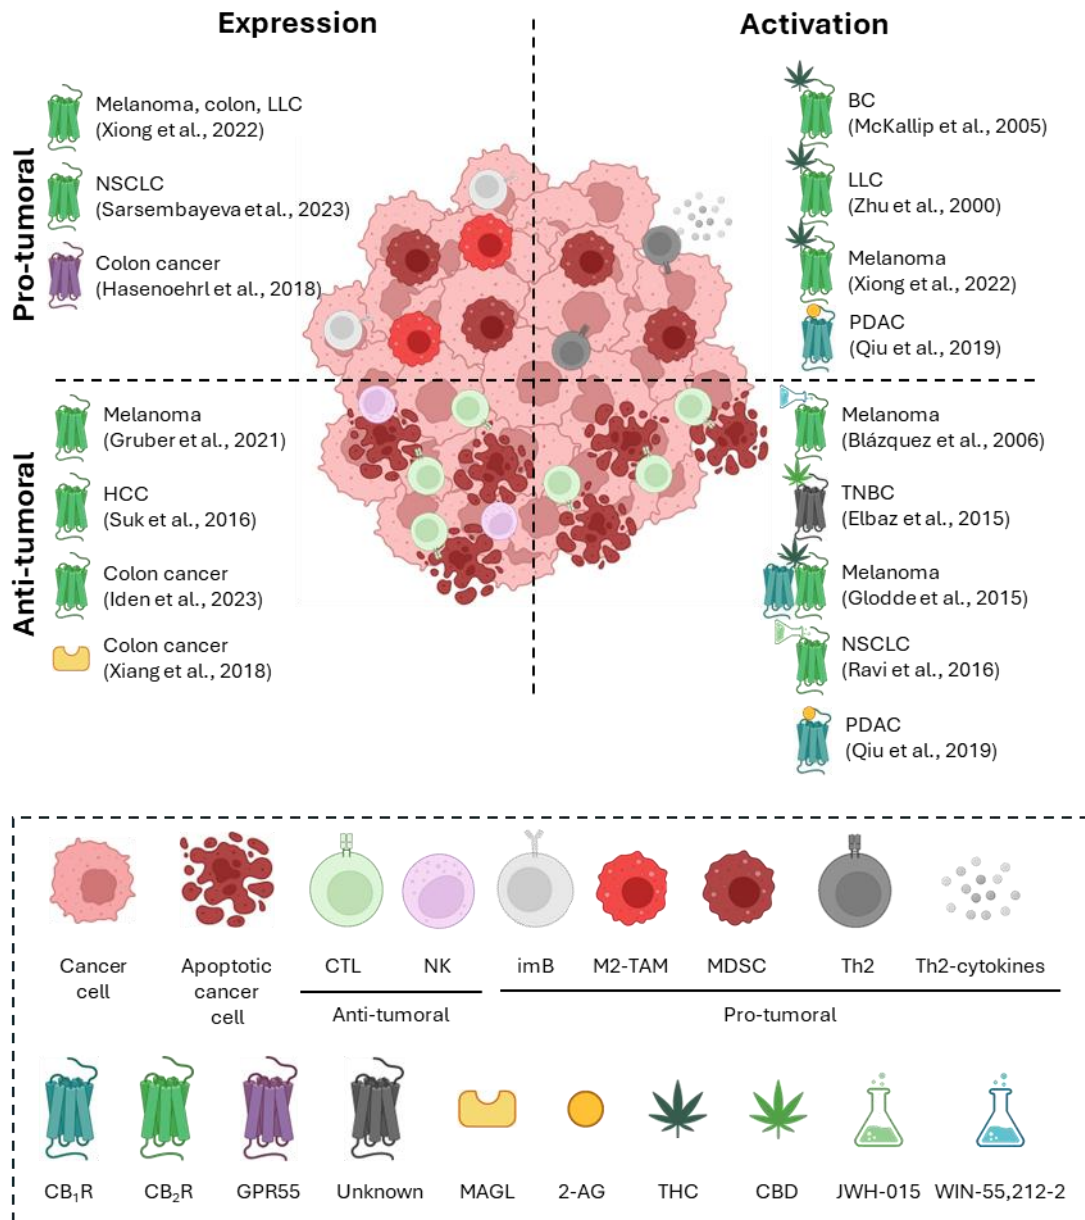 Expression
Activation
Pro-tumoral
Melanoma, colon, LLC
(Xiong et al., 2022)
NSCLC
(Sarsembayeva et al., 2023)
Colon cancer
(Hasenoehrl et al., 2018)
BC
(McKallip et al., 2005)
LLC
(Zhu et al., 2000)
Melanoma
(Xiong et al., 2022)
PDAC
(Qiu et al., 2019)
Anti-tumoral
Melanoma
(Gruber et al., 2021)
HCC
(Suk et al., 2016)
Colon cancer
(Iden et al., 2023)
Colon cancer
(Xiang et al., 2018)
Melanoma
(Blázquez et al., 2006)
TNBC
(Elbaz et al., 2015)
Melanoma
(Glodde et al., 2015)
NSCLC
(Ravi et al., 2016)
PDAC
(Qiu et al., 2019)
Cancer
cell
Apoptotic
cancer
cell
CTL
NK
imB
M2-TAM
MDSC
Th2
Th2-cytokines
Anti-tumoral
Pro-tumoral
CB₁R
CB₂R
GPR55
Unknown
MAGL
2-AG
THC
CBD
JWH-015
WIN-55,212-2